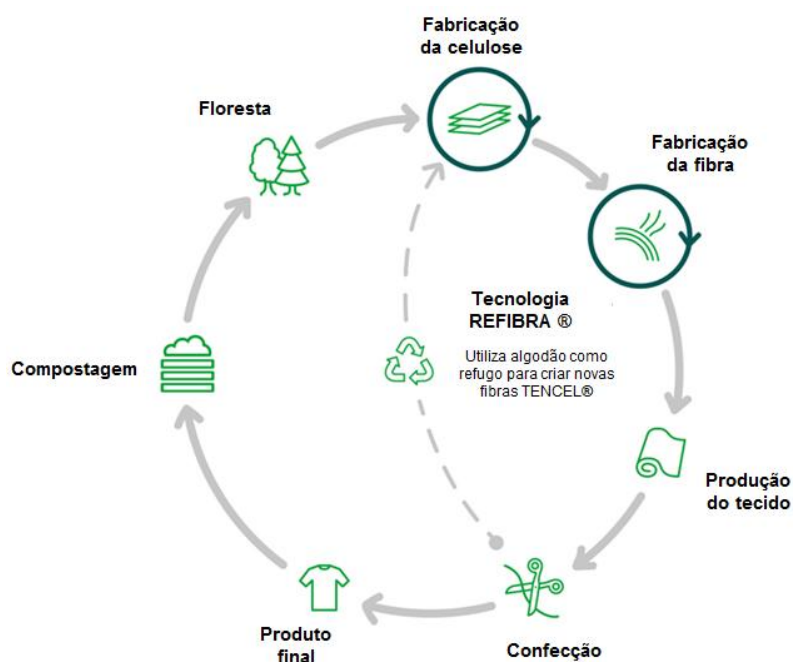 Fabricação
da celulose
Floresta
Fabricação
da fibra
Tecnologia
REFIBRA ®
Utiliza algodão como
refugo para criar novas
fibras TENCEL®
Compostagem
Produção
do tecido
Produto
final
Confecção